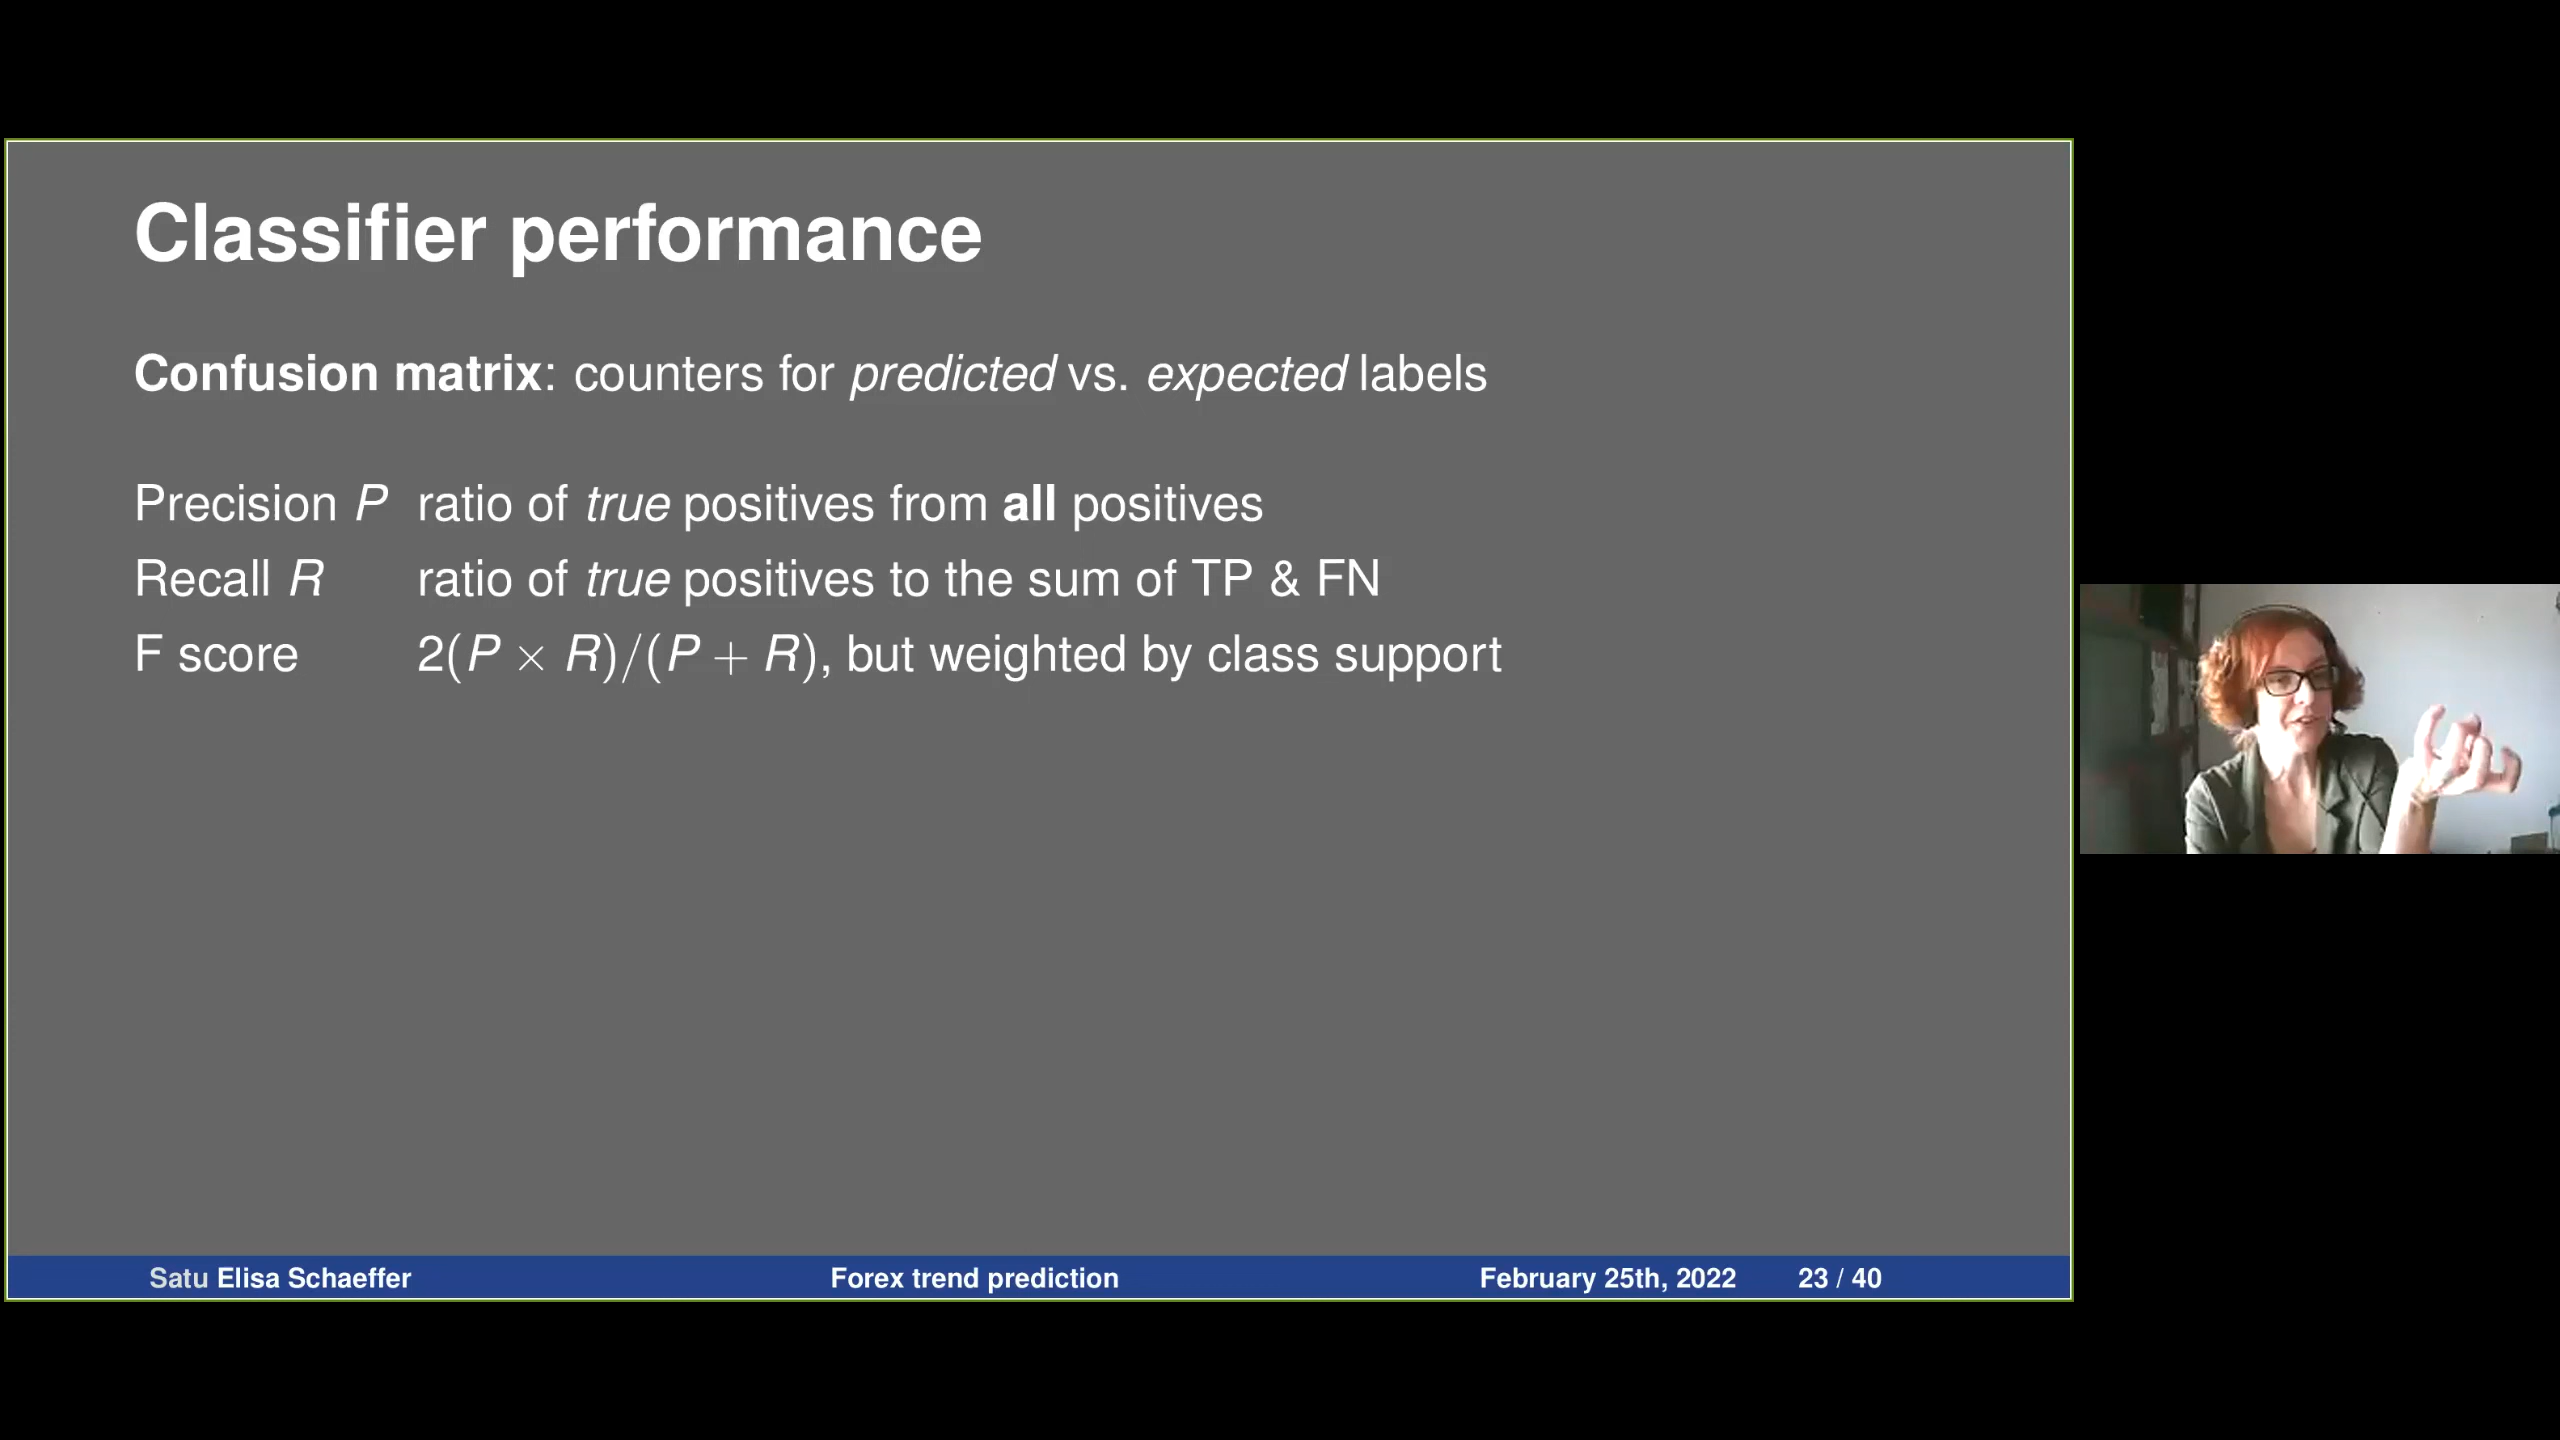 Classifier performance
Confusion matrix: counters for predicted vs. expected labels
Precision P ratio of true positives from all positives
Recall R ratio of true positives to the sum of TP & FN
F score 2(P × R)/(P + R), but weighted by class support
Satu Elisa Schaeffer Forex trend prediction February 25th, 2022 23 / 40